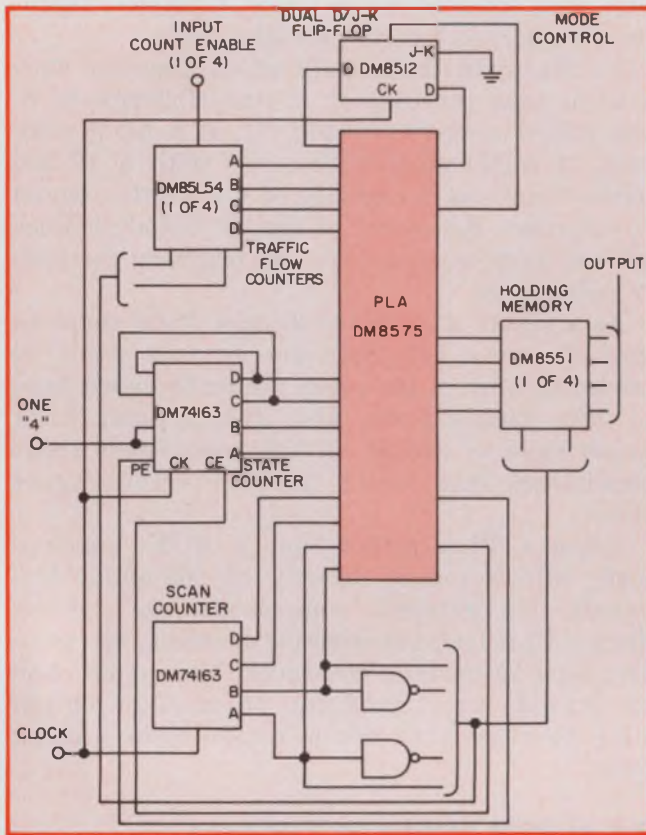 INPUT
COUNT ENABLE
(1 OF 4)
DUAL D/J-K
FLIP-FLOP
MODE
CONTROL
J-K
Q DM8512
CK D
A
B
C
D
DM85L54
(1 OF 4)
TRAFFIC
FLOW
COUNTERS
PLA
DM8575
OUTPUT
HOLDING
MEMORY
DM8551
(1 OF 4)
ONE
"4"
DM74163
D
C
B
A
PE CK CE
STATE
COUNTER
SCAN
COUNTER
DM74163
D
C
B
A
CLOCK